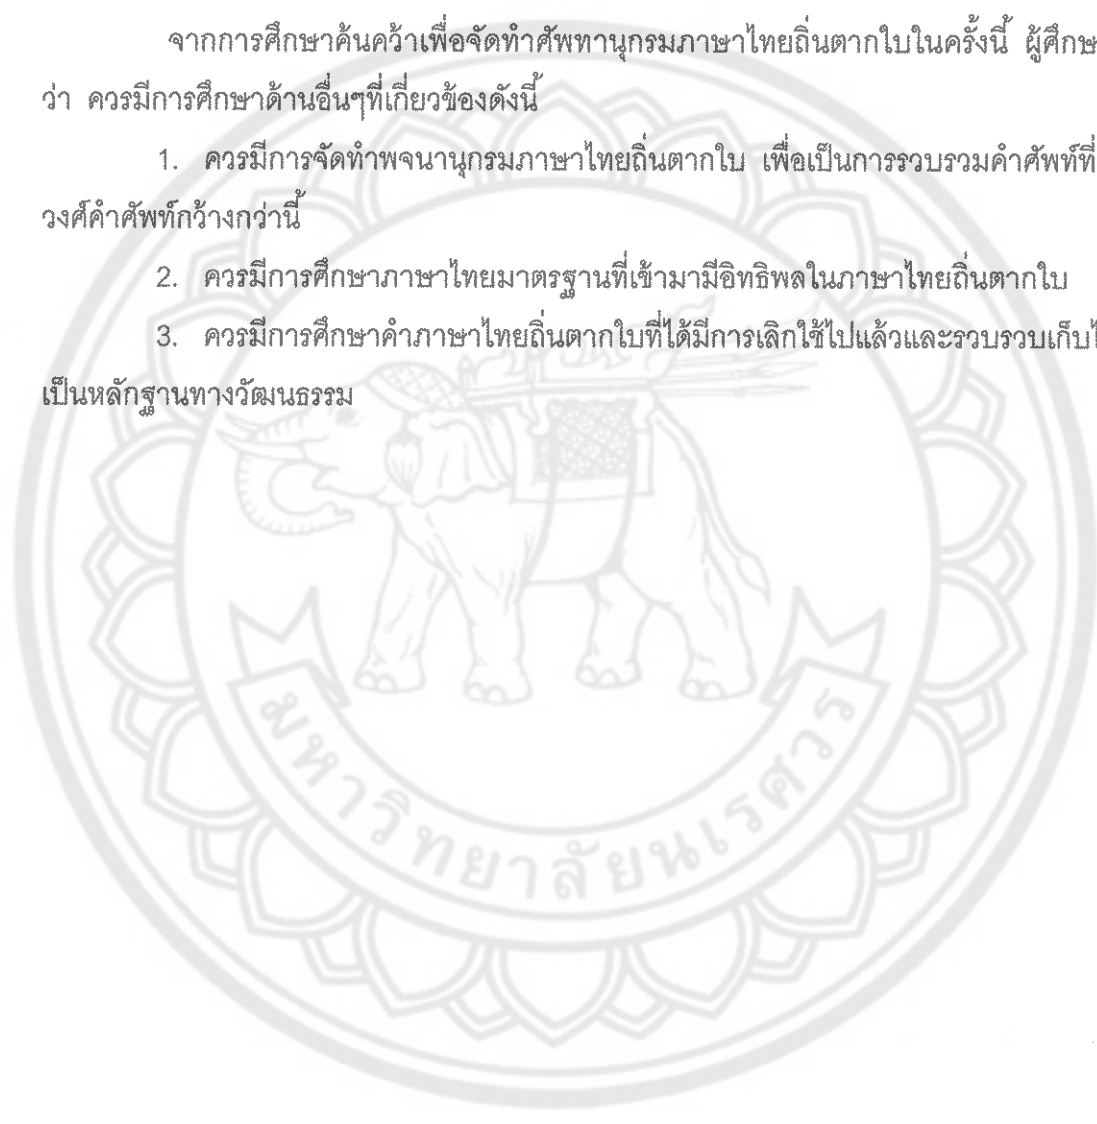 จากการศึกษาค้นคว้าเพื่อจัดทำศัพทานุกรมภาษาไทยถิ่นตากใบในครั้งนี้ ผู้ศึกษ
ว่า ควรมีการศึกษาด้านอื่นๆที่เกี่ยวข้องดังนี้
1. ควรมีการจัดทำพจนานุกรมภาษาไทยถิ่นตากใบ เพื่อเป็นการรวบรวมคำศัพท์ที่
วงศ์คำศัพท์กว้างกว่านี้
2. ควรมีการศึกษาภาษาไทยมาตรฐานที่เข้ามามีอิทธิพลในภาษาไทยถิ่นตากใบ
3. ควรมีการศึกษาคำภาษาไทยถิ่นตากใบที่ได้มีการเลิกใช้ไปแล้วและรวบรวบเก็บไ
เป็นหลักฐานทางวัฒนธรรม
มหาวิทยาลัยนเรศวร